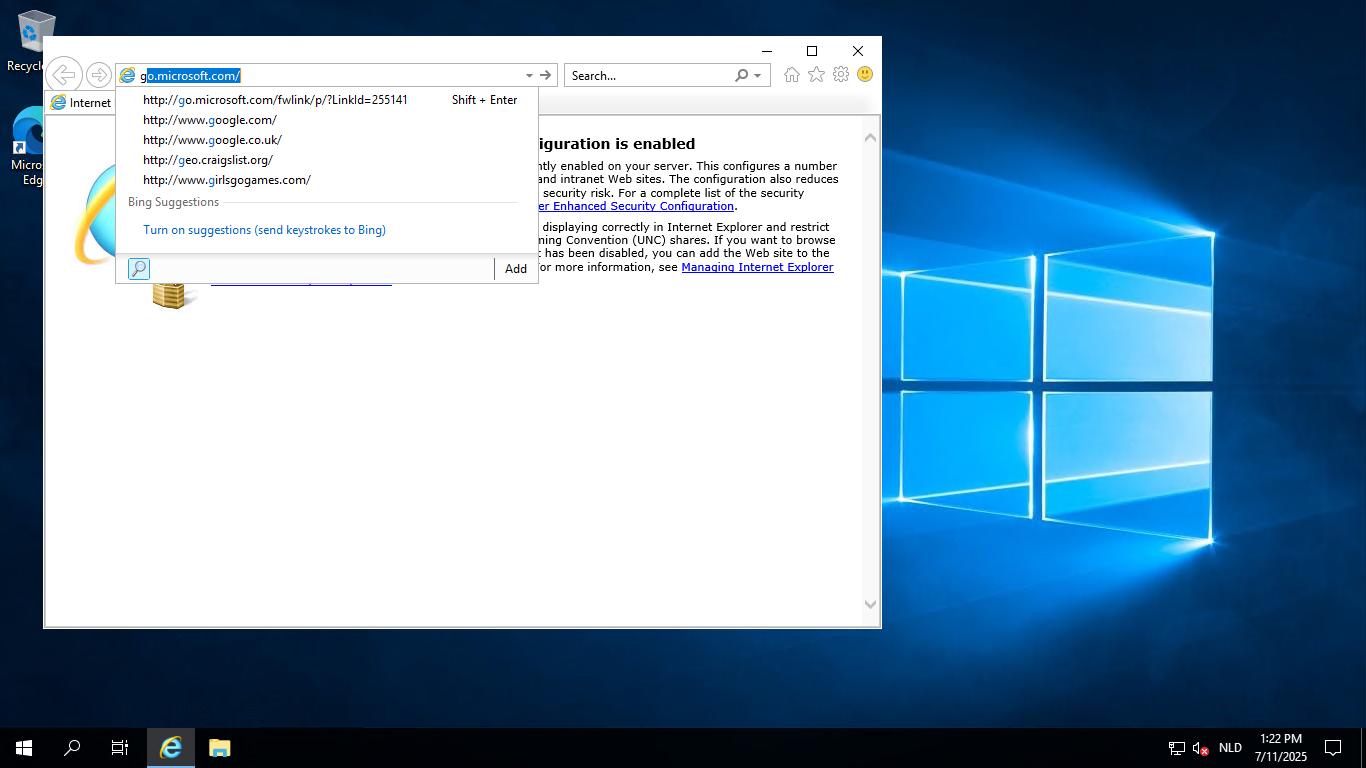 Recycle
Micros
Edg
go.microsoft.com/
Search...
Internet
http://go.microsoft.com/fwlink/p/?LinkId=255141
Shift + Enter
http://www.google.com/
http://www.google.co.uk/
http://geo.craigslist.org/
http://www.girlsgogames.com/
Bing Suggestions
Turn on suggestions (send keystrokes to Bing)
Add
iguration is enabled
ntly enabled on your server. This configures a number
and intranet Web sites. The configuration also reduces
security risk. For a complete list of the security
er Enhanced Security Configuration.
displaying correctly in Internet Explorer and restrict
ning Convention (UNC) shares. If you want to browse
t has been disabled, you can add the Web site to the
or more information, see Managing Internet Explorer
NLD
1:22 PM
7/11/2025